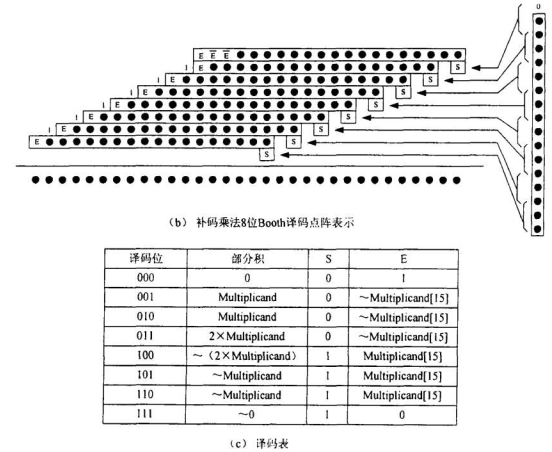 0
E E̅ E̅ S
1 E S
1 E S
1 E S
1 E S
1 E S
1 E S
E S
(b) 补码乘法8位Booth译码点阵表示
译码位 部分积 S E
000 0 0 1
001 Multiplicand 0 ～Multiplicand[15]
010 Multiplicand 0 ～Multiplicand[15]
011 2×Multiplicand 0 ～Multiplicand[15]
100 ～（2×Multiplicand） 1 Multiplicand[15]
101 ～Multiplicand 1 Multiplicand[15]
110 ～Multiplicand 1 Multiplicand[15]
111 ～0 1 0
(c) 译码表